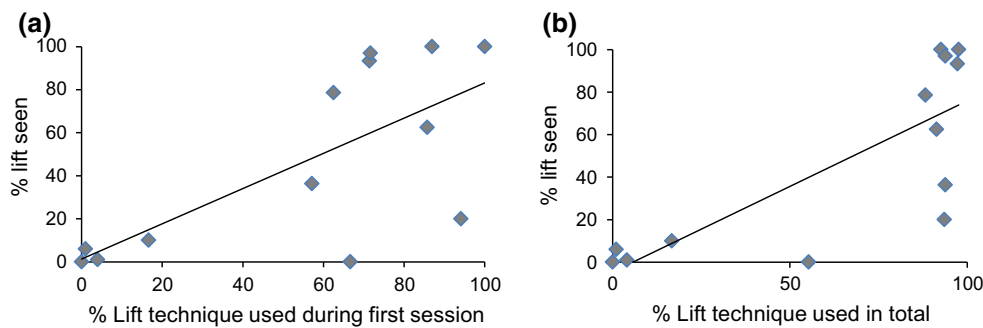 (a)
100
80
60
40
20
0
% lift seen
0 20 40 60 80 100
% Lift technique used during first session
(b)
100
80
60
40
20
0
% lift seen
0 50 100
% Lift technique used in total